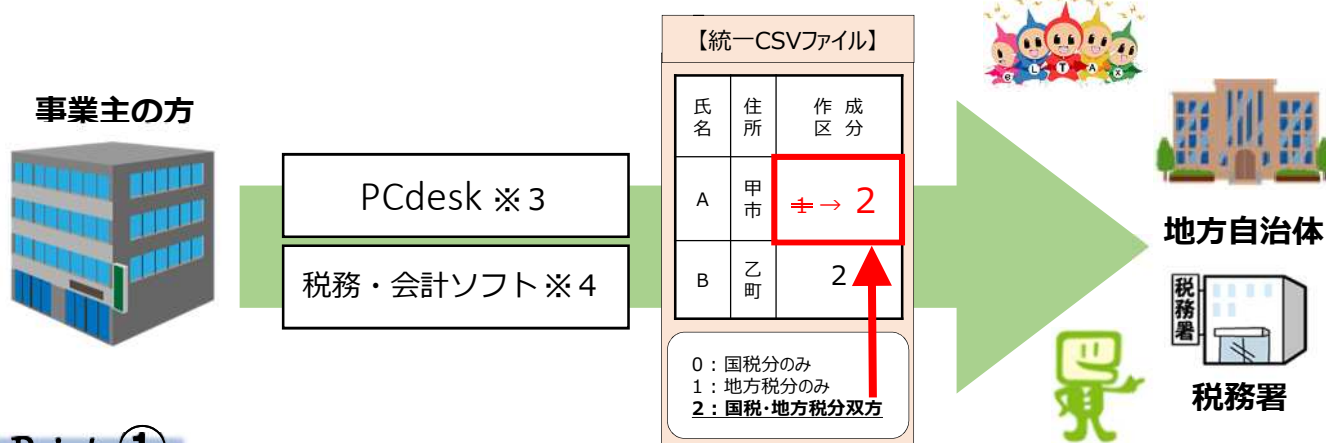 事業主の方
PCdesk ※３
税務・会計ソフト※４
【統一CSVファイル】
氏名 住所 作成区分
A 甲市 1 → 2
B 乙町 2
0：国税分のみ
1：地方税分のみ
2：国税・地方税分双方
e L T A X
地方自治体
税務署
税務署
Point ①